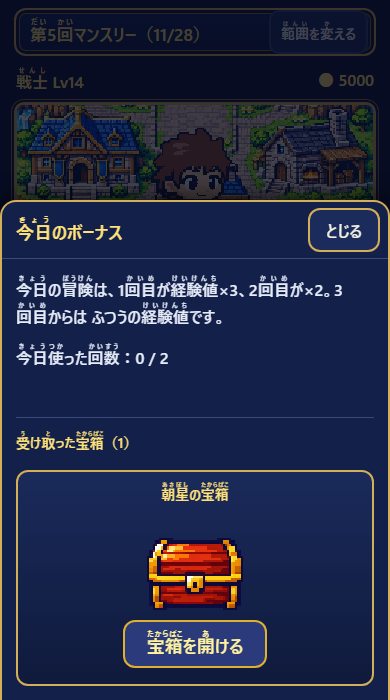 第5回マンスリー（11/28）
範囲を変える
戦士 Lv14
5000
今日のボーナス
とじる
今日の冒険は、1回目が経験値×3、2回目が×2。3
回目からは ふつうの経験値です。
今日使った回数：0 / 2
受け取った宝箱（1）
朝星の宝箱
宝箱を開ける